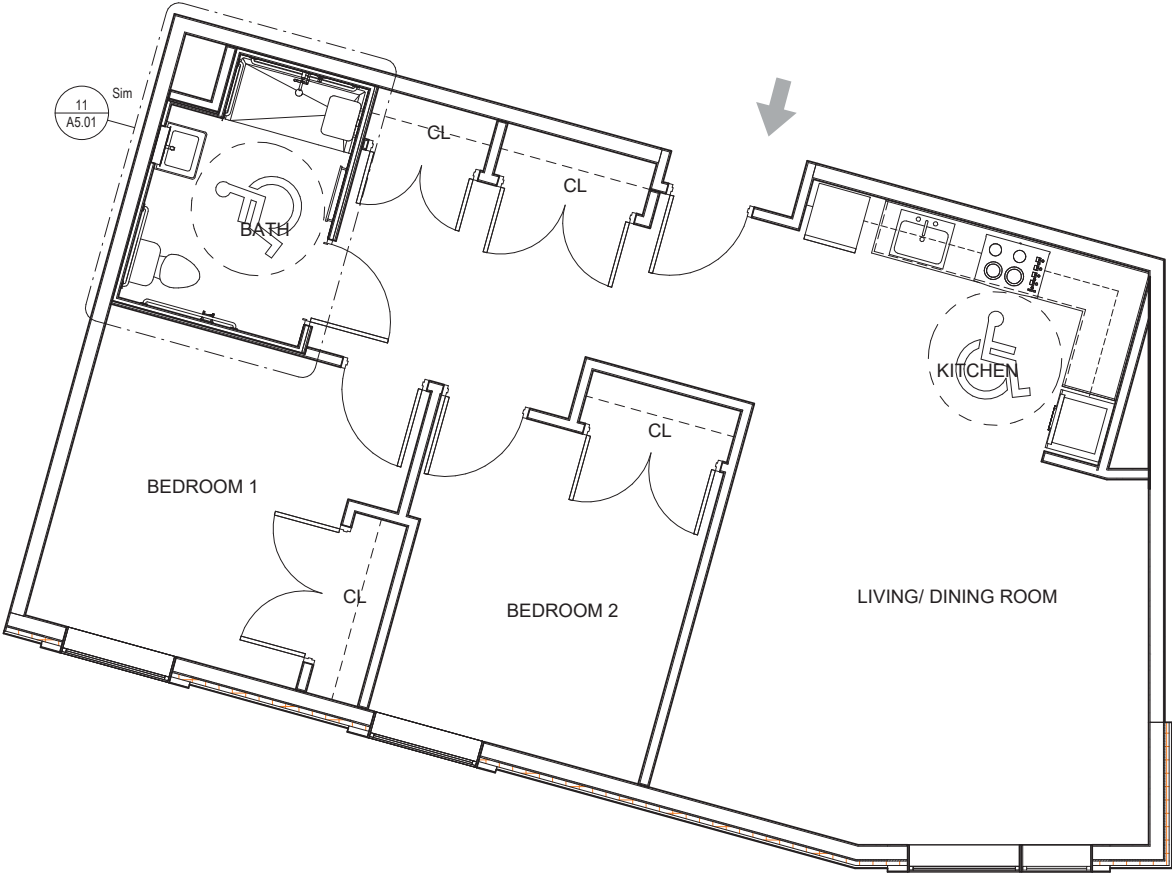 Sim
11
A5.01
CL
CL
BATH
KITCHEN
CL
BEDROOM 1
CL
BEDROOM 2
LIVING/ DINING ROOM